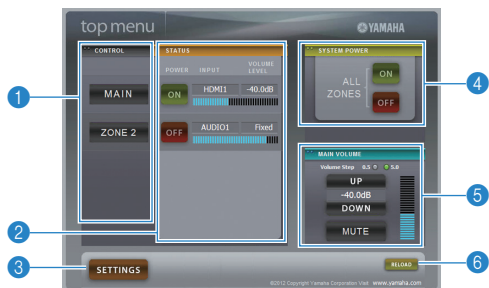 top menu
YAMAHA
CONTROL
STATUS
SYSTEM POWER
POWER INPUT VOLUME LEVEL
MAIN
ON
HDMI1 -40.0dB
ZONE 2
OFF
AUDIO1 Fixed
ALL ZONES
ON
OFF
MAIN VOLUME
Volume Step 0.5 5.0
UP
-40.0dB
DOWN
MUTE
SETTINGS
RELOAD
©2012 Copyright Yamaha Corporation Visit www.yamaha.com
1
2
3
4
5
6